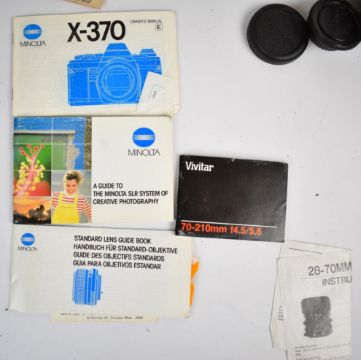 X-370
OWNER'S MANUAL
E
MINOLTA
MINOLTA
A GUIDE TO
THE MINOLTA SLR SYSTEM OF
CREATIVE PHOTOGRAPHY
Vivitar
70-210mm f4.5/5.6
STANDARD LENS GUIDE BOOK
HANDBUCH FÜR STANDARD-OBJEKTIVE
GUIDE DES OBJECTIFS STANDARDS
GUIA PARA OBJETIVOS ESTANDAR
MINOLTA
28-70MM
INSTRU